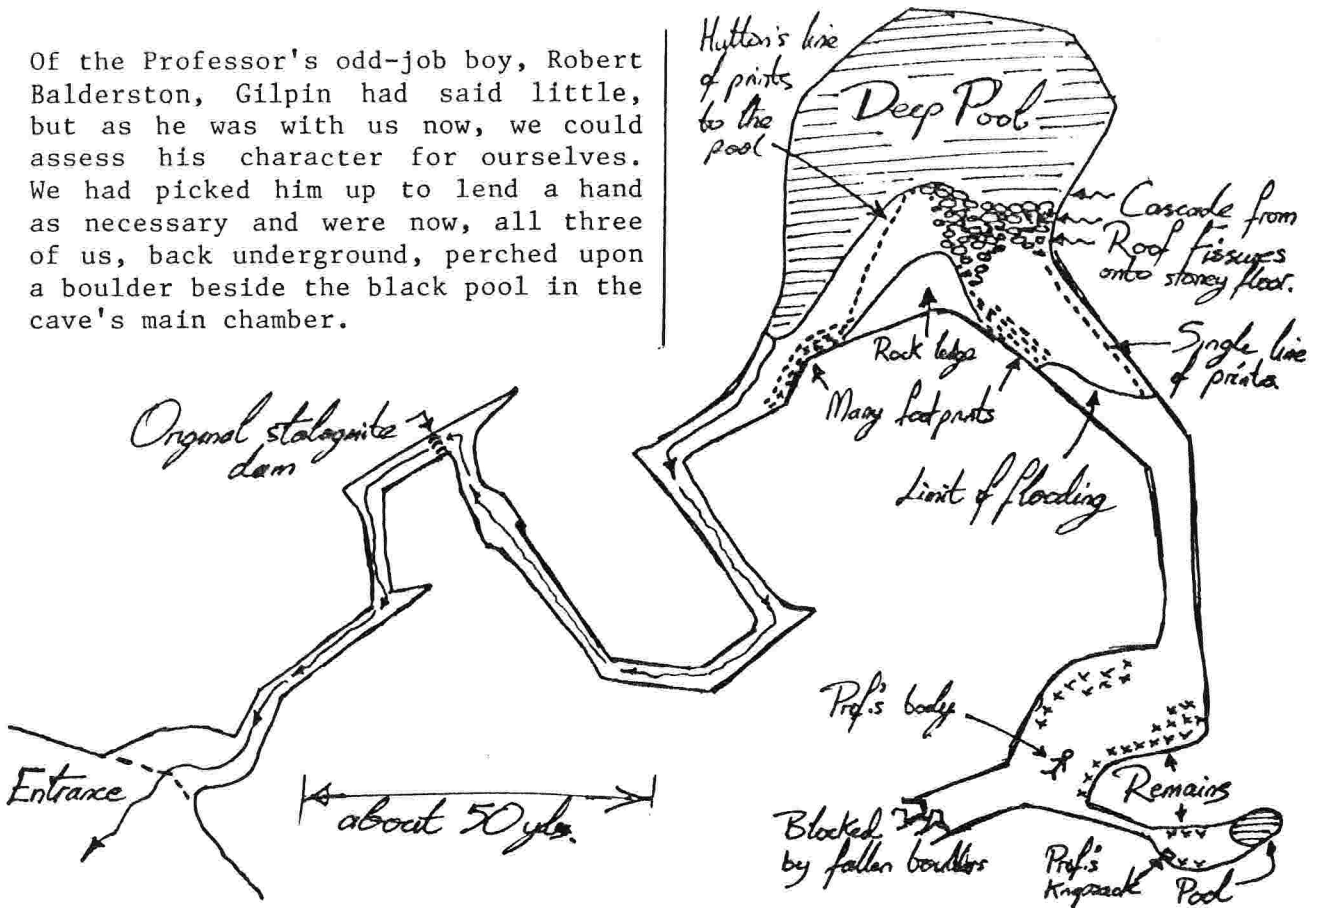 Of the Professor's odd-job boy, Robert
Balderston, Gilpin had said little,
but as he was with us now, we could
assess his character for ourselves.
We had picked him up to lend a hand
as necessary and were now, all three
of us, back underground, perched upon
a boulder beside the black pool in the
cave's main chamber.
Hytton's line
of prints
to the
pool
Deep Pool
Cascade from
Roof Fissures
onto stoney floor.
Single line
of prints
Rock ledge
Many footprints
Limit of flooding
Original stalagmite
dam
Prof.'s body
Remains
Entrance
about 50 yds.
Blocked
by fallen boulders
Prof.'s
Knapsack
Pool